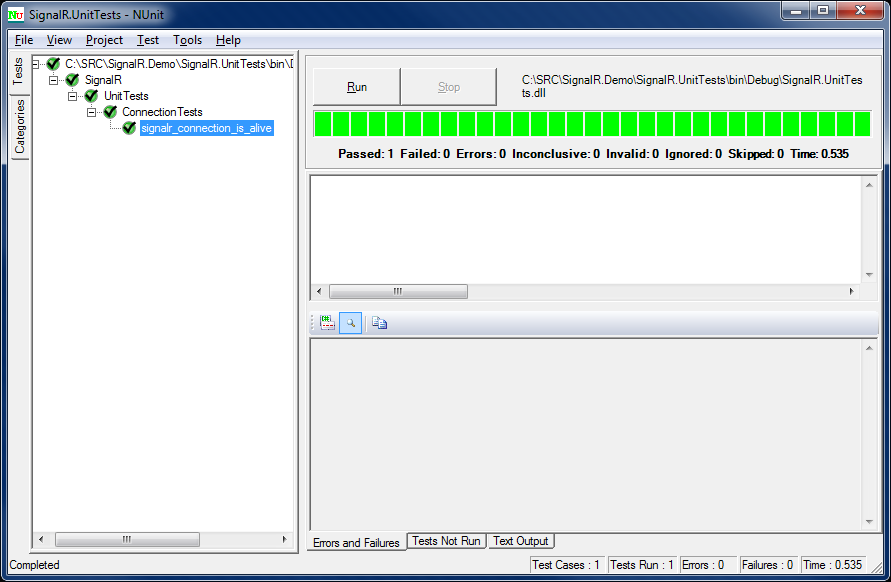 NU SignalR.UnitTests - NUnit
File View Project Test Tools Help
Tests
Categories
C:\SRC\SignalR.Demo\SignalR.UnitTests\bin\D
SignalR
UnitTests
ConnectionTests
signalr_connection_is_alive
Run
Stop
C:\SRC\SignalR.Demo\SignalR.UnitTests\bin\Debug\SignalR.UnitTes
ts.dll
Passed: 1 Failed: 0 Errors: 0 Inconclusive: 0 Invalid: 0 Ignored: 0 Skipped: 0 Time: 0.535
Errors and Failures Tests Not Run Text Output
Completed Test Cases : 1 Tests Run : 1 Errors : 0 Failures : 0 Time : 0.535